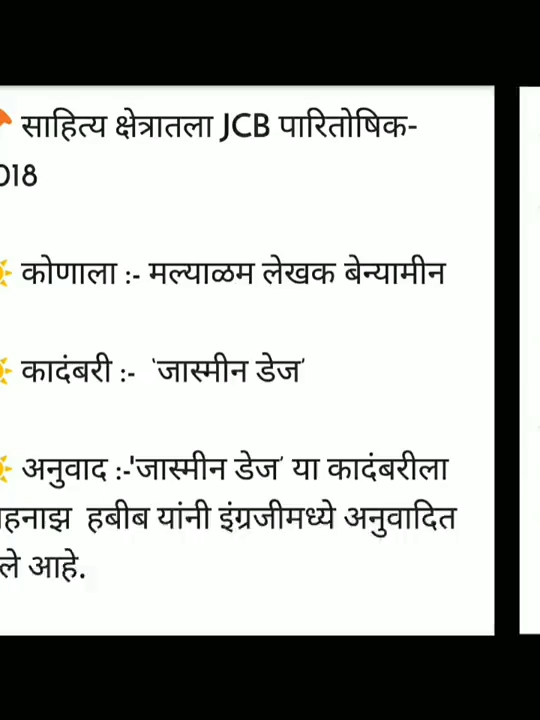 साहित्य क्षेत्रातला JCB पारितोषिक-
018
कोणाला :- मल्याळम लेखक बेन्यामीन
कादंबरी :- 'जास्मीन डेज'
अनुवाद :-'जास्मीन डेज' या कादंबरीला
हनाझ हबीब यांनी इंग्रजीमध्ये अनुवादित
ले आहे.